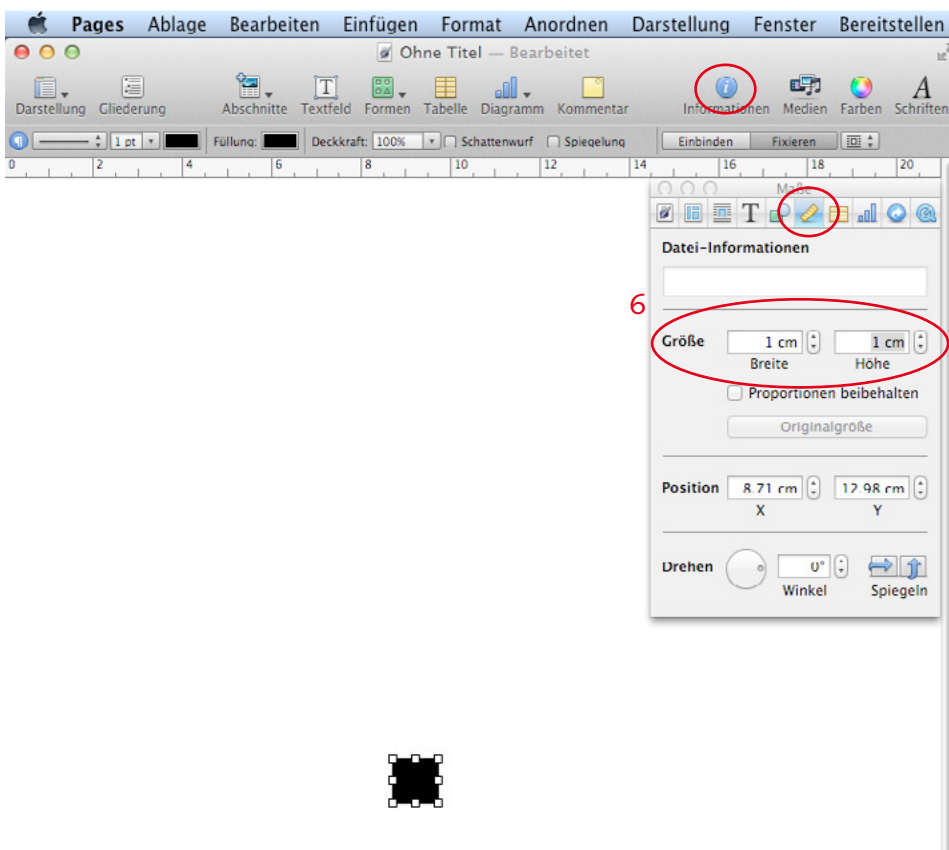 Pages Ablage Bearbeiten Einfügen Format Anordnen Darstellung Fenster Bereitstellen
Ohne Titel — Bearbeitet
Darstellung Gliederung Abschnitte Textfeld Formen Tabelle Diagramm Kommentar Informationen Medien Farben Schriften
1 pt Füllung: Deckkraft: 100% Schattenwurf Spiegelung Einbinden Fixieren
0 2 4 6 8 10 12 14 16 18 20
Maße
Datei-Informationen
6
Größe 1 cm 1 cm
Breite Höhe
Proportionen beibehalten
Originalgröße
Position 8.71 cm 12.98 cm
X Y
Drehen 0°
Winkel Spiegeln